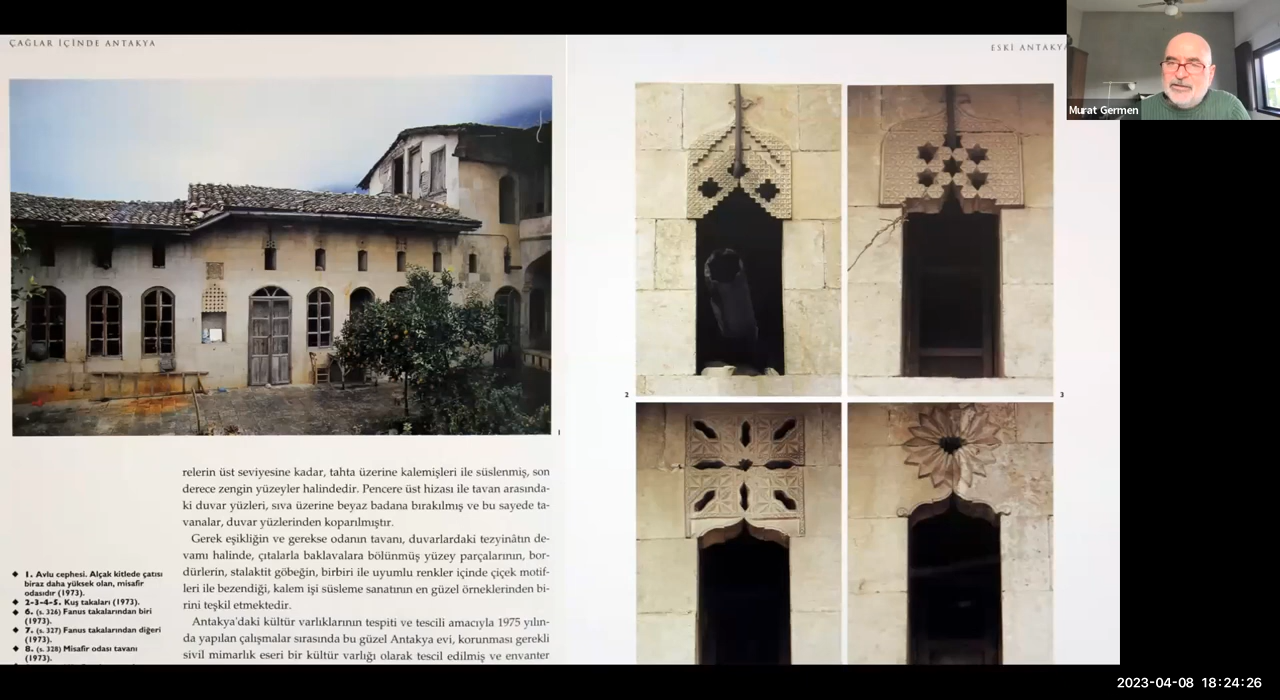 ÇAĞLAR İÇİNDE ANTAKYA
ESKİ ANTAKYA
Murat Germen
1
2
3
relerin üst seviyesine kadar, tahta üzerine kalemişleri ile süslenmiş, son
derece zengin yüzeyler halindedir. Pencere üst hizası ile tavan arasında-
ki duvar yüzleri, sıva üzerine beyaz badana bırakılmış ve bu sayede ta-
vanalar, duvar yüzlerinden koparılmıştır.
Gerek eşikliğin ve gerekse odanın tavanı, duvarlardaki tezyinâtın de-
vamı halinde, çıtalarla baklavalara bölünmüş yüzey parçalarının, bor-
dürlerin, stalaktit göbeğin, birbiri ile uyumlu renkler içinde çiçek motif-
leri ile bezendiği, kalem işi süsleme sanatının en güzel örneklerinden bi-
rini teşkil etmektedir.
Antakya'daki kültür varlıklarının tespiti ve tescili amacıyla 1975 yılın-
da yapılan çalışmalar sırasında bu güzel Antakya evi, korunması gerekli
sivil mimarlık eseri bir kültür varlığı olarak tescil edilmiş ve envanter
◆ 1. Avlu cephesi. Alçak kitlede çatısı
biraz daha yüksek olan, misafir
odasıdır (1973).
◆ 2-3-4-5. Kuş takaları (1973).
◆ 6. (s. 326) Fanus takalarından biri
(1973).
◆ 7. (s. 327) Fanus takalarından diğeri
(1973).
◆ 8. (s. 328) Misafir odası tavanı
(1973).
2023-04-08 18:24:26